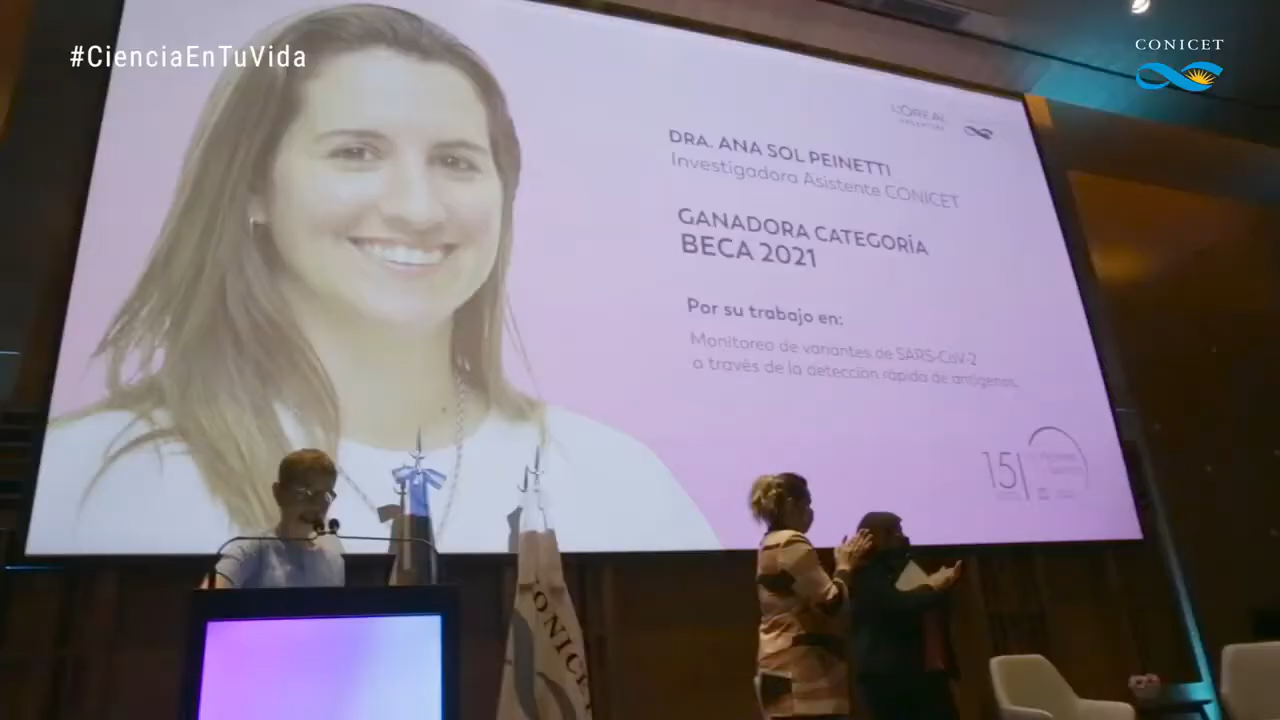 #CienciaEnTuVida
CONICET
L'ORÉAL
DRA. ANA SOL PEINETTI
Investigadora Asistente CONICET
GANADORA CATEGORÍA
BECA 2021
Por su trabajo en:
Monitoreo de variantes de SARS-CoV-2
a través de la detección rápida de antígenos.
15
ONICE